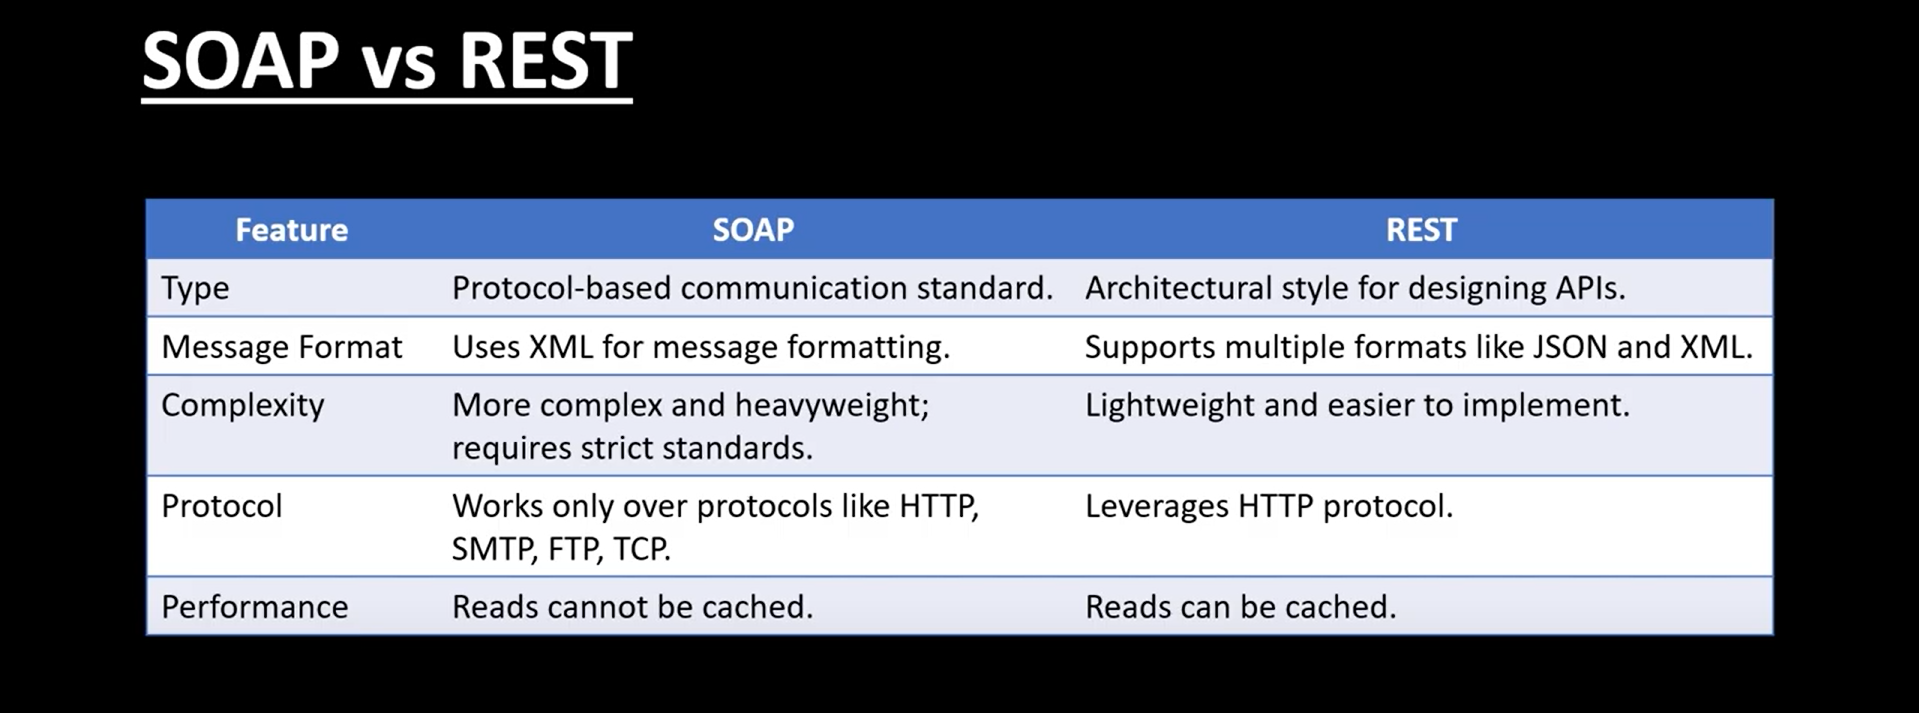 SOAP vs REST
Feature SOAP REST
Type Protocol-based communication standard. Architectural style for designing APIs.
Message Format Uses XML for message formatting. Supports multiple formats like JSON and XML.
Complexity More complex and heavyweight; Lightweight and easier to implement.
requires strict standards.
Protocol Works only over protocols like HTTP, Leverages HTTP protocol.
SMTP, FTP, TCP.
Performance Reads cannot be cached. Reads can be cached.